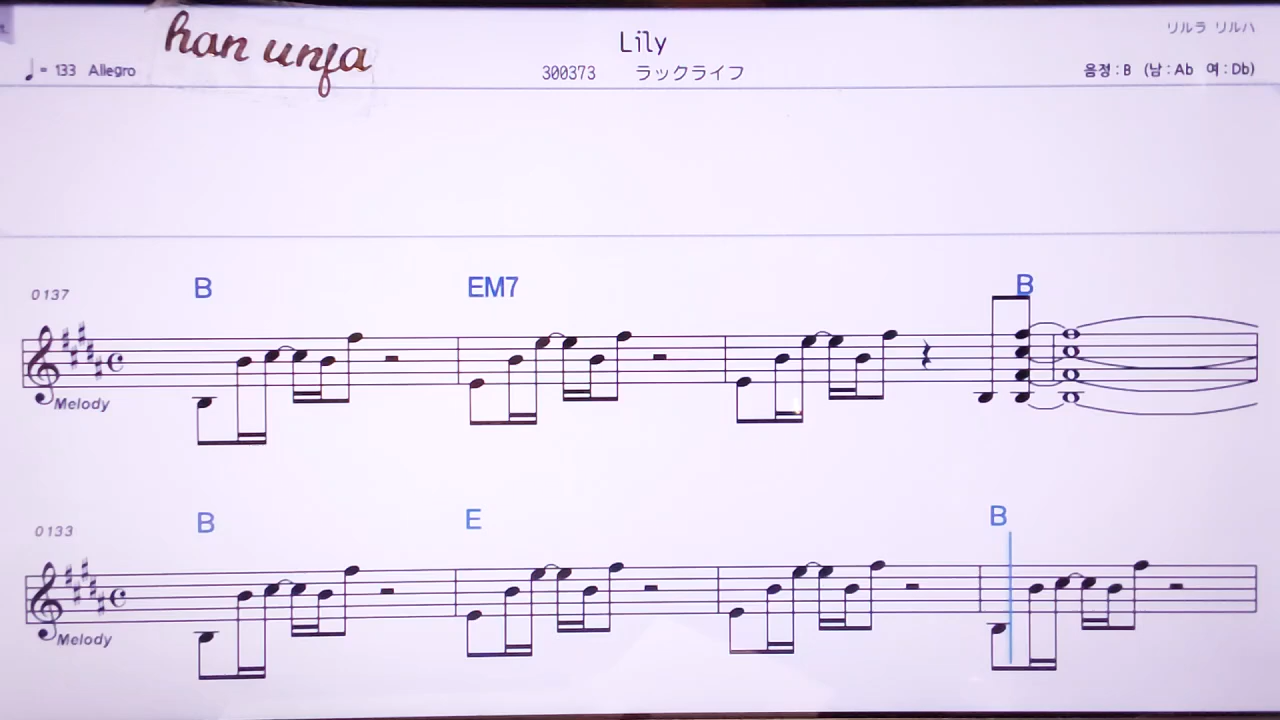 han unfa
Lily
リルラ リルハ
♩= 133 Allegro
300373 ラックライフ
음정 : B (남 : Ab 여 : Db)
0137
B EM7 B
Melody
0133
B E B
Melody